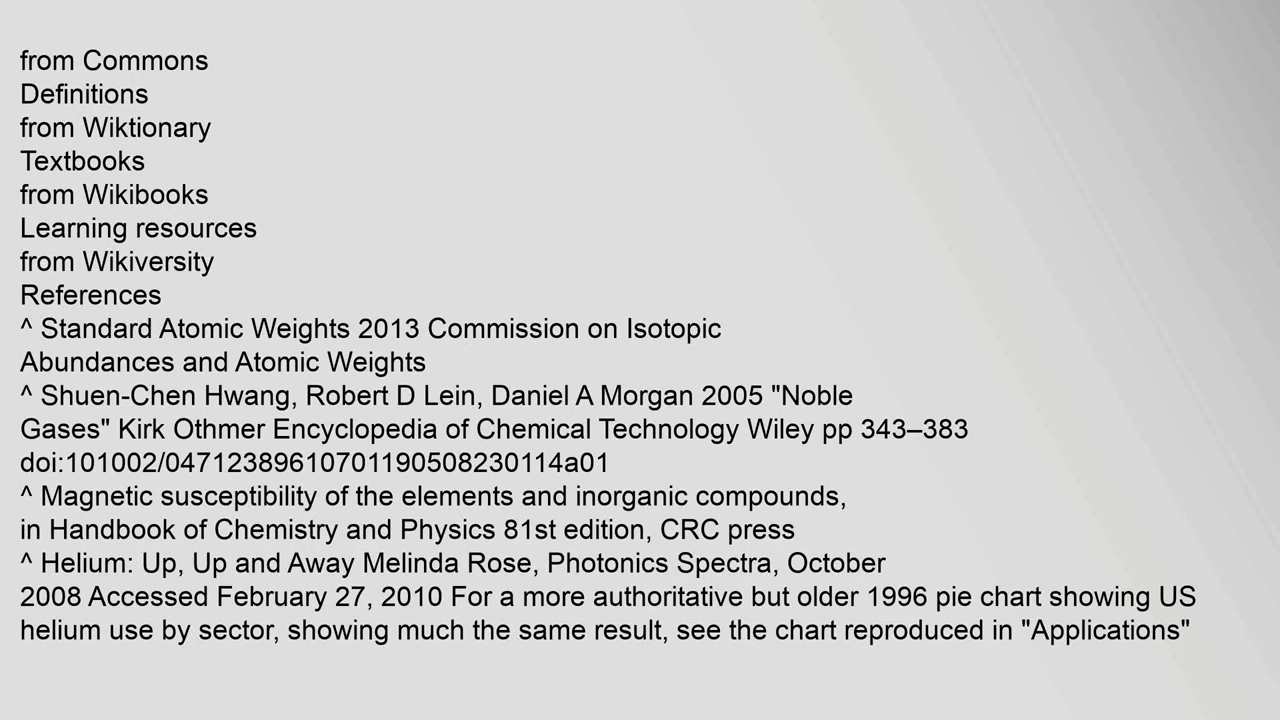 from Commons
Definitions
from Wiktionary
Textbooks
from Wikibooks
Learning resources
from Wikiversity
References
^ Standard Atomic Weights 2013 Commission on Isotopic
Abundances and Atomic Weights
^ Shuen-Chen Hwang, Robert D Lein, Daniel A Morgan 2005 "Noble
Gases" Kirk Othmer Encyclopedia of Chemical Technology Wiley pp 343–383
doi:101002/0471238961070119050823​0114a01
^ Magnetic susceptibility of the elements and inorganic compounds,
in Handbook of Chemistry and Physics 81st edition, CRC press
^ Helium: Up, Up and Away Melinda Rose, Photonics Spectra, October
2008 Accessed February 27, 2010 For a more authoritative but older 1996 pie chart showing US
helium use by sector, showing much the same result, see the chart reproduced in "Applications"